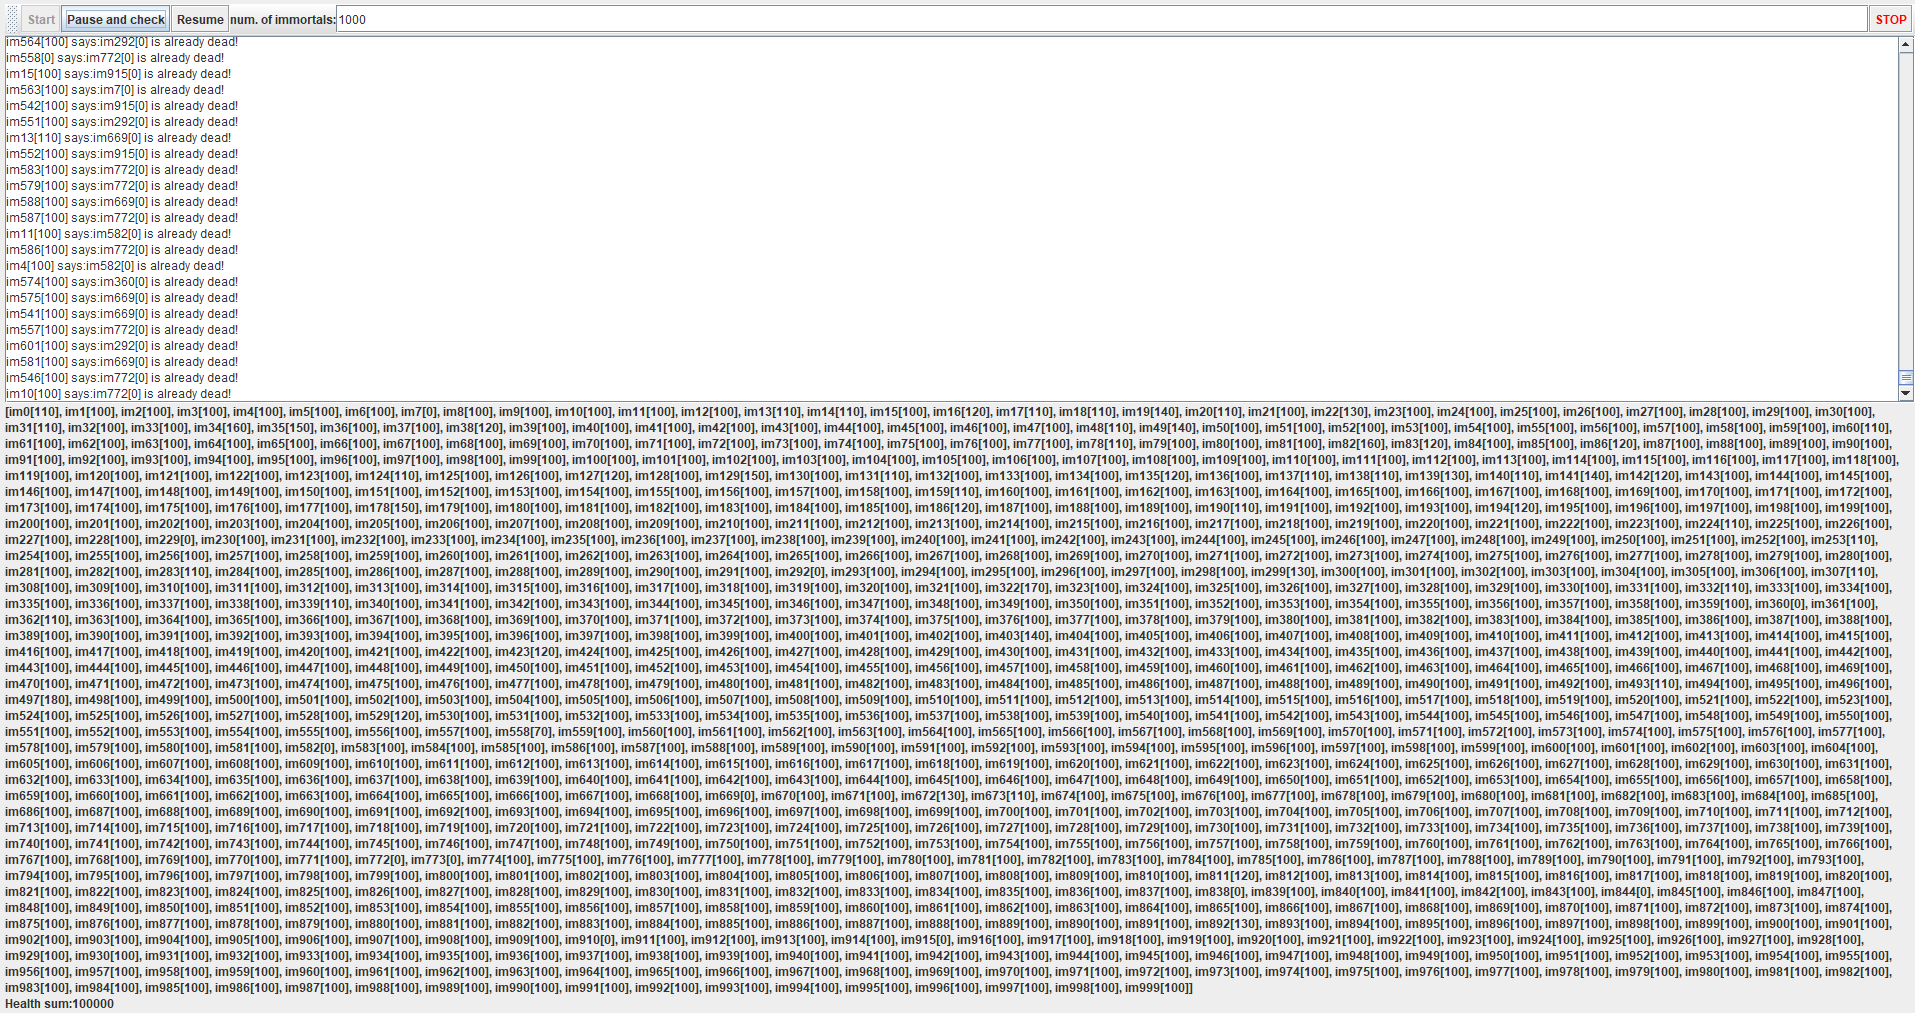 Start Pause and check Resume num. of immortals: 1000 STOP
im564[100] says:im292[0] is already dead!
im558[0] says:im772[0] is already dead!
im15[100] says:im915[0] is already dead!
im563[100] says:im7[0] is already dead!
im542[100] says:im915[0] is already dead!
im551[100] says:im292[0] is already dead!
im13[110] says:im669[0] is already dead!
im552[100] says:im915[0] is already dead!
im583[100] says:im772[0] is already dead!
im579[100] says:im772[0] is already dead!
im588[100] says:im669[0] is already dead!
im587[100] says:im772[0] is already dead!
im11[100] says:im582[0] is already dead!
im586[100] says:im772[0] is already dead!
im4[100] says:im582[0] is already dead!
im574[100] says:im360[0] is already dead!
im575[100] says:im669[0] is already dead!
im541[100] says:im669[0] is already dead!
im557[100] says:im772[0] is already dead!
im601[100] says:im292[0] is already dead!
im581[100] says:im669[0] is already dead!
im546[100] says:im772[0] is already dead!
im10[100] says:im772[0] is already dead!
[im0[110], im1[100], im2[100], im3[100], im4[100], im5[100], im6[100], im7[0], im8[100], im9[100], im10[100], im11[100], im12[100], im13[110], im14[110], im15[100], im16[120], im17[110], im18[110], im19[140], im20[110], im21[100], im22[130], im23[100], im24[100], im25[100], im26[100], im27[100], im28[100], im29[100], im30[100],
im31[110], im32[100], im33[100], im34[160], im35[150], im36[100], im37[100], im38[120], im39[100], im40[100], im41[100], im42[100], im43[100], im44[100], im45[100], im46[100], im47[100], im48[110], im49[140], im50[100], im51[100], im52[100], im53[100], im54[100], im55[100], im56[100], im57[100], im58[100], im59[100], im60[110],
im61[100], im62[100], im63[100], im64[100], im65[100], im66[100], im67[100], im68[100], im69[100], im70[100], im71[100], im72[100], im73[100], im74[100], im75[100], im76[100], im77[100], im78[110], im79[100], im80[100], im81[100], im82[160], im83[120], im84[100], im85[100], im86[120], im87[100], im88[100], im89[100], im90[100],
im91[100], im92[100], im93[100], im94[100], im95[100], im96[100], im97[100], im98[100], im99[100], im100[100], im101[100], im102[100], im103[100], im104[100], im105[100], im106[100], im107[100], im108[100], im109[100], im110[100], im111[100], im112[100], im113[100], im114[100], im115[100], im116[100], im117[100], im118[100],
im119[100], im120[100], im121[100], im122[100], im123[100], im124[110], im125[100], im126[100], im127[120], im128[100], im129[150], im130[100], im131[110], im132[100], im133[100], im134[100], im135[120], im136[100], im137[110], im138[110], im139[130], im140[110], im141[140], im142[120], im143[100], im144[100], im145[100],
im146[100], im147[100], im148[100], im149[100], im150[100], im151[100], im152[100], im153[100], im154[100], im155[100], im156[100], im157[100], im158[100], im159[110], im160[100], im161[100], im162[100], im163[100], im164[100], im165[100], im166[100], im167[100], im168[100], im169[100], im170[100], im171[100], im172[100],
im173[100], im174[100], im175[100], im176[100], im177[100], im178[150], im179[100], im180[100], im181[100], im182[100], im183[100], im184[100], im185[100], im186[120], im187[100], im188[100], im189[100], im190[110], im191[100], im192[100], im193[100], im194[120], im195[100], im196[100], im197[100], im198[100], im199[100],
im200[100], im201[100], im202[100], im203[100], im204[100], im205[100], im206[100], im207[100], im208[100], im209[100], im210[100], im211[100], im212[100], im213[100], im214[100], im215[100], im216[100], im217[100], im218[100], im219[100], im220[100], im221[100], im222[100], im223[100], im224[110], im225[100], im226[100],
im227[100], im228[100], im229[0], im230[100], im231[100], im232[100], im233[100], im234[100], im235[100], im236[100], im237[100], im238[100], im239[100], im240[100], im241[100], im242[100], im243[100], im244[100], im245[100], im246[100], im247[100], im248[100], im249[100], im250[100], im251[100], im252[100], im253[110],
im254[100], im255[100], im256[100], im257[100], im258[100], im259[100], im260[100], im261[100], im262[100], im263[100], im264[100], im265[100], im266[100], im267[100], im268[100], im269[100], im270[100], im271[100], im272[100], im273[100], im274[100], im275[100], im276[100], im277[100], im278[100], im279[100], im280[100],
im281[100], im282[100], im283[110], im284[100], im285[100], im286[100], im287[100], im288[100], im289[100], im290[100], im291[100], im292[0], im293[100], im294[100], im295[100], im296[100], im297[100], im298[100], im299[130], im300[100], im301[100], im302[100], im303[100], im304[100], im305[100], im306[100], im307[110],
im308[100], im309[100], im310[100], im311[100], im312[100], im313[100], im314[100], im315[100], im316[100], im317[100], im318[100], im319[100], im320[100], im321[100], im322[170], im323[100], im324[100], im325[100], im326[100], im327[100], im328[100], im329[100], im330[100], im331[100], im332[110], im333[100], im334[100],
im335[100], im336[100], im337[100], im338[100], im339[110], im340[100], im341[100], im342[100], im343[100], im344[100], im345[100], im346[100], im347[100], im348[100], im349[100], im350[100], im351[100], im352[100], im353[100], im354[100], im355[100], im356[100], im357[100], im358[100], im359[100], im360[0], im361[100],
im362[110], im363[100], im364[100], im365[100], im366[100], im367[100], im368[100], im369[100], im370[100], im371[100], im372[100], im373[100], im374[100], im375[100], im376[100], im377[100], im378[100], im379[100], im380[100], im381[100], im382[100], im383[100], im384[100], im385[100], im386[100], im387[100], im388[100],
im389[100], im390[100], im391[100], im392[100], im393[100], im394[100], im395[100], im396[100], im397[100], im398[100], im399[100], im400[100], im401[100], im402[100], im403[140], im404[100], im405[100], im406[100], im407[100], im408[100], im409[100], im410[100], im411[100], im412[100], im413[100], im414[100], im415[100],
im416[100], im417[100], im418[100], im419[100], im420[100], im421[100], im422[100], im423[120], im424[100], im425[100], im426[100], im427[100], im428[100], im429[100], im430[100], im431[100], im432[100], im433[100], im434[100], im435[100], im436[100], im437[100], im438[100], im439[100], im440[100], im441[100], im442[100],
im443[100], im444[100], im445[100], im446[100], im447[100], im448[100], im449[100], im450[100], im451[100], im452[100], im453[100], im454[100], im455[100], im456[100], im457[100], im458[100], im459[100], im460[100], im461[100], im462[100], im463[100], im464[100], im465[100], im466[100], im467[100], im468[100], im469[100],
im470[100], im471[100], im472[100], im473[100], im474[100], im475[100], im476[100], im477[100], im478[100], im479[100], im480[100], im481[100], im482[100], im483[100], im484[100], im485[100], im486[100], im487[100], im488[100], im489[100], im490[100], im491[100], im492[100], im493[110], im494[100], im495[100], im496[100],
im497[180], im498[100], im499[100], im500[100], im501[100], im502[100], im503[100], im504[100], im505[100], im506[100], im507[100], im508[100], im509[100], im510[100], im511[100], im512[100], im513[100], im514[100], im515[100], im516[100], im517[100], im518[100], im519[100], im520[100], im521[100], im522[100], im523[100],
im524[100], im525[100], im526[100], im527[100], im528[100], im529[120], im530[100], im531[100], im532[100], im533[100], im534[100], im535[100], im536[100], im537[100], im538[100], im539[100], im540[100], im541[100], im542[100], im543[100], im544[100], im545[100], im546[100], im547[100], im548[100], im549[100], im550[100],
im551[100], im552[100], im553[100], im554[100], im555[100], im556[100], im557[100], im558[70], im559[100], im560[100], im561[100], im562[100], im563[100], im564[100], im565[100], im566[100], im567[100], im568[100], im569[100], im570[100], im571[100], im572[100], im573[100], im574[100], im575[100], im576[100], im577[100],
im578[100], im579[100], im580[100], im581[100], im582[0], im583[100], im584[100], im585[100], im586[100], im587[100], im588[100], im589[100], im590[100], im591[100], im592[100], im593[100], im594[100], im595[100], im596[100], im597[100], im598[100], im599[100], im600[100], im601[100], im602[100], im603[100], im604[100],
im605[100], im606[100], im607[100], im608[100], im609[100], im610[100], im611[100], im612[100], im613[100], im614[100], im615[100], im616[100], im617[100], im618[100], im619[100], im620[100], im621[100], im622[100], im623[100], im624[100], im625[100], im626[100], im627[100], im628[100], im629[100], im630[100], im631[100],
im632[100], im633[100], im634[100], im635[100], im636[100], im637[100], im638[100], im639[100], im640[100], im641[100], im642[100], im643[100], im644[100], im645[100], im646[100], im647[100], im648[100], im649[100], im650[100], im651[100], im652[100], im653[100], im654[100], im655[100], im656[100], im657[100], im658[100],
im659[100], im660[100], im661[100], im662[100], im663[100], im664[100], im665[100], im666[100], im667[100], im668[100], im669[0], im670[100], im671[100], im672[130], im673[110], im674[100], im675[100], im676[100], im677[100], im678[100], im679[100], im680[100], im681[100], im682[100], im683[100], im684[100], im685[100],
im686[100], im687[100], im688[100], im689[100], im690[100], im691[100], im692[100], im693[100], im694[100], im695[100], im696[100], im697[100], im698[100], im699[100], im700[100], im701[100], im702[100], im703[100], im704[100], im705[100], im706[100], im707[100], im708[100], im709[100], im710[100], im711[100], im712[100],
im713[100], im714[100], im715[100], im716[100], im717[100], im718[100], im719[100], im720[100], im721[100], im722[100], im723[100], im724[100], im725[100], im726[100], im727[100], im728[100], im729[100], im730[100], im731[100], im732[100], im733[100], im734[100], im735[100], im736[100], im737[100], im738[100], im739[100],
im740[100], im741[100], im742[100], im743[100], im744[100], im745[100], im746[100], im747[100], im748[100], im749[100], im750[100], im751[100], im752[100], im753[100], im754[100], im755[100], im756[100], im757[100], im758[100], im759[100], im760[100], im761[100], im762[100], im763[100], im764[100], im765[100], im766[100],
im767[100], im768[100], im769[100], im770[100], im771[100], im772[0], im773[0], im774[100], im775[100], im776[100], im777[100], im778[100], im779[100], im780[100], im781[100], im782[100], im783[100], im784[100], im785[100], im786[100], im787[100], im788[100], im789[100], im790[100], im791[100], im792[100], im793[100],
im794[100], im795[100], im796[100], im797[100], im798[100], im799[100], im800[100], im801[100], im802[100], im803[100], im804[100], im805[100], im806[100], im807[100], im808[100], im809[100], im810[100], im811[120], im812[100], im813[100], im814[100], im815[100], im816[100], im817[100], im818[100], im819[100], im820[100],
im821[100], im822[100], im823[100], im824[100], im825[100], im826[100], im827[100], im828[100], im829[100], im830[100], im831[100], im832[100], im833[100], im834[100], im835[100], im836[100], im837[100], im838[0], im839[100], im840[100], im841[100], im842[100], im843[100], im844[0], im845[100], im846[100], im847[100],
im848[100], im849[100], im850[100], im851[100], im852[100], im853[100], im854[100], im855[100], im856[100], im857[100], im858[100], im859[100], im860[100], im861[100], im862[100], im863[100], im864[100], im865[100], im866[100], im867[100], im868[100], im869[100], im870[100], im871[100], im872[100], im873[100], im874[100],
im875[100], im876[100], im877[100], im878[100], im879[100], im880[100], im881[100], im882[100], im883[100], im884[100], im885[100], im886[100], im887[100], im888[100], im889[100], im890[100], im891[100], im892[130], im893[100], im894[100], im895[100], im896[100], im897[100], im898[100], im899[100], im900[100], im901[100],
im902[100], im903[100], im904[100], im905[100], im906[100], im907[100], im908[100], im909[100], im910[0], im911[100], im912[100], im913[100], im914[100], im915[0], im916[100], im917[100], im918[100], im919[100], im920[100], im921[100], im922[100], im923[100], im924[100], im925[100], im926[100], im927[100], im928[100],
im929[100], im930[100], im931[100], im932[100], im933[100], im934[100], im935[100], im936[100], im937[100], im938[100], im939[100], im940[100], im941[100], im942[100], im943[100], im944[100], im945[100], im946[100], im947[100], im948[100], im949[100], im950[100], im951[100], im952[100], im953[100], im954[100], im955[100],
im956[100], im957[100], im958[100], im959[100], im960[100], im961[100], im962[100], im963[100], im964[100], im965[100], im966[100], im967[100], im968[100], im969[100], im970[100], im971[100], im972[100], im973[100], im974[100], im975[100], im976[100], im977[100], im978[100], im979[100], im980[100], im981[100], im982[100],
im983[100], im984[100], im985[100], im986[100], im987[100], im988[100], im989[100], im990[100], im991[100], im992[100], im993[100], im994[100], im995[100], im996[100], im997[100], im998[100], im999[100]]
Health sum:100000